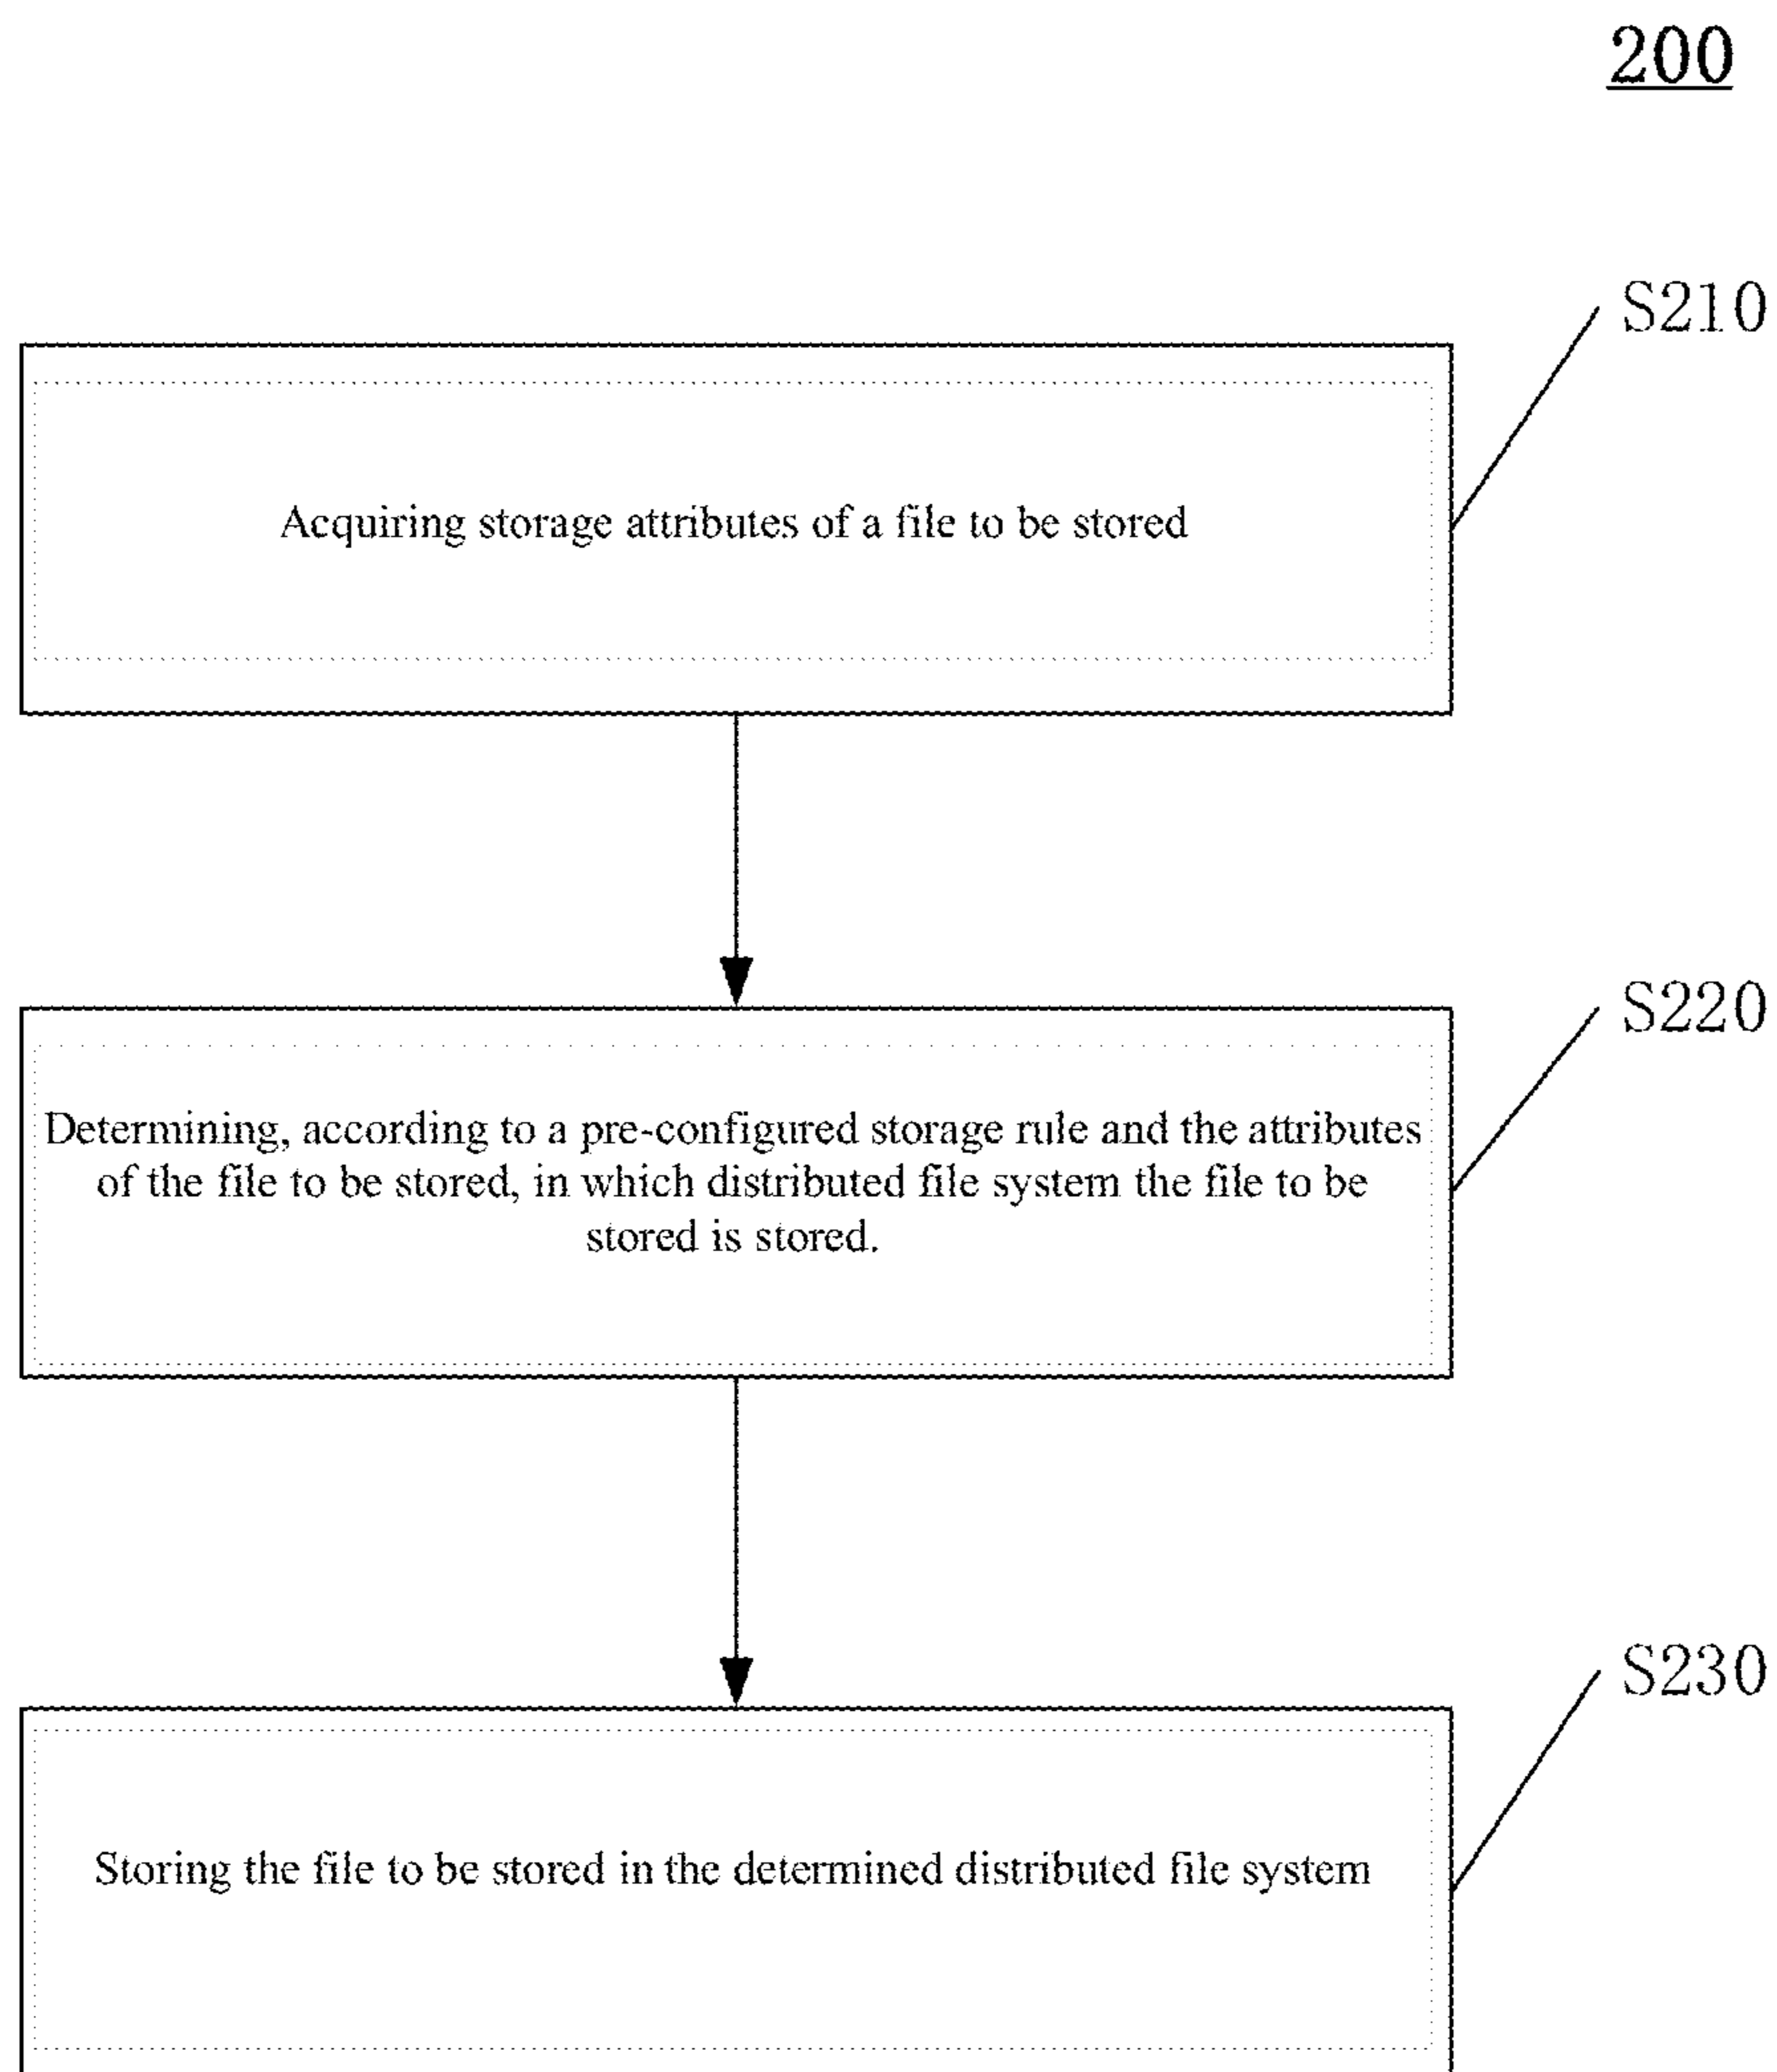 200
S210
Acquiring storage attributes of a file to be stored
S220
Determining, according to a pre-configured storage rule and the attributes
of the file to be stored, in which distributed file system the file to be
stored is stored.
S230
Storing the file to be stored in the determined distributed file system